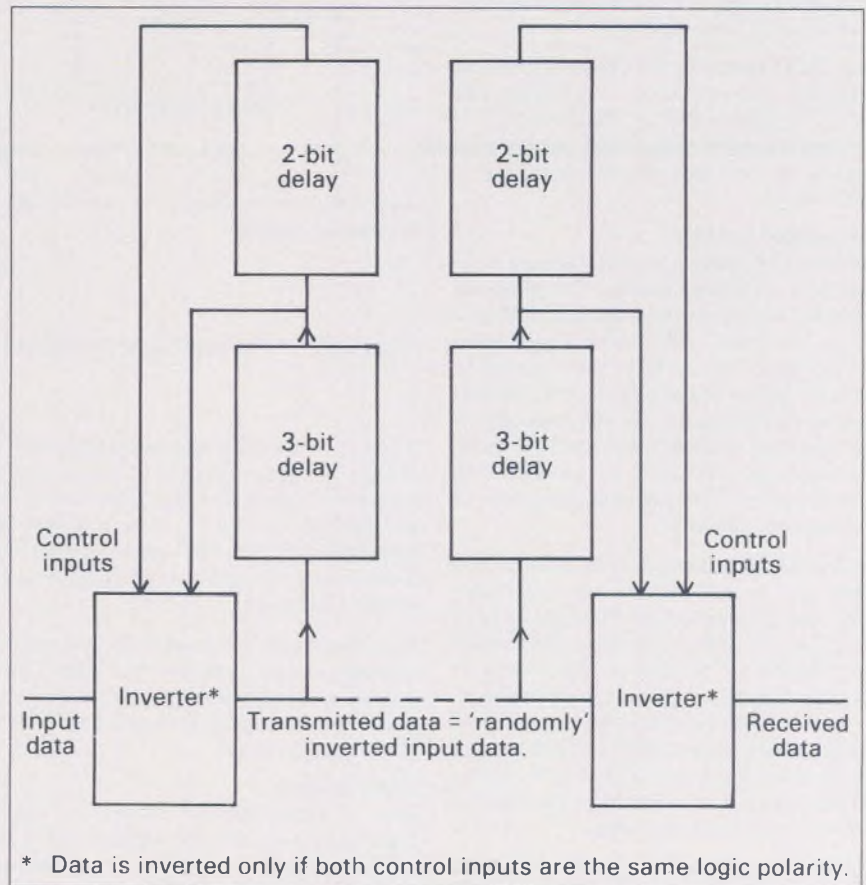 2-bit
delay
2-bit
delay
3-bit
delay
3-bit
delay
Control
inputs
Control
inputs
Inverter*
Inverter*
Input
data
Transmitted data = 'randomly'
inverted input data.
Received
data
* Data is inverted only if both control inputs are the same logic polarity.